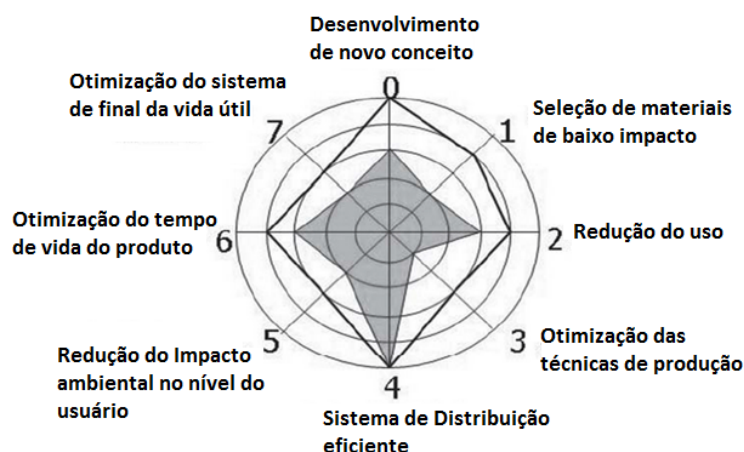 Desenvolvimento
de novo conceito
0
Seleção de materiais
de baixo impacto
1
Redução do uso
2
Otimização das
técnicas de produção
3
4
Sistema de Distribuição
eficiente
5
Redução do Impacto
ambiental no nível do
usuário
Otimização do tempo
de vida do produto
6
Otimização do sistema
de final da vida útil
7